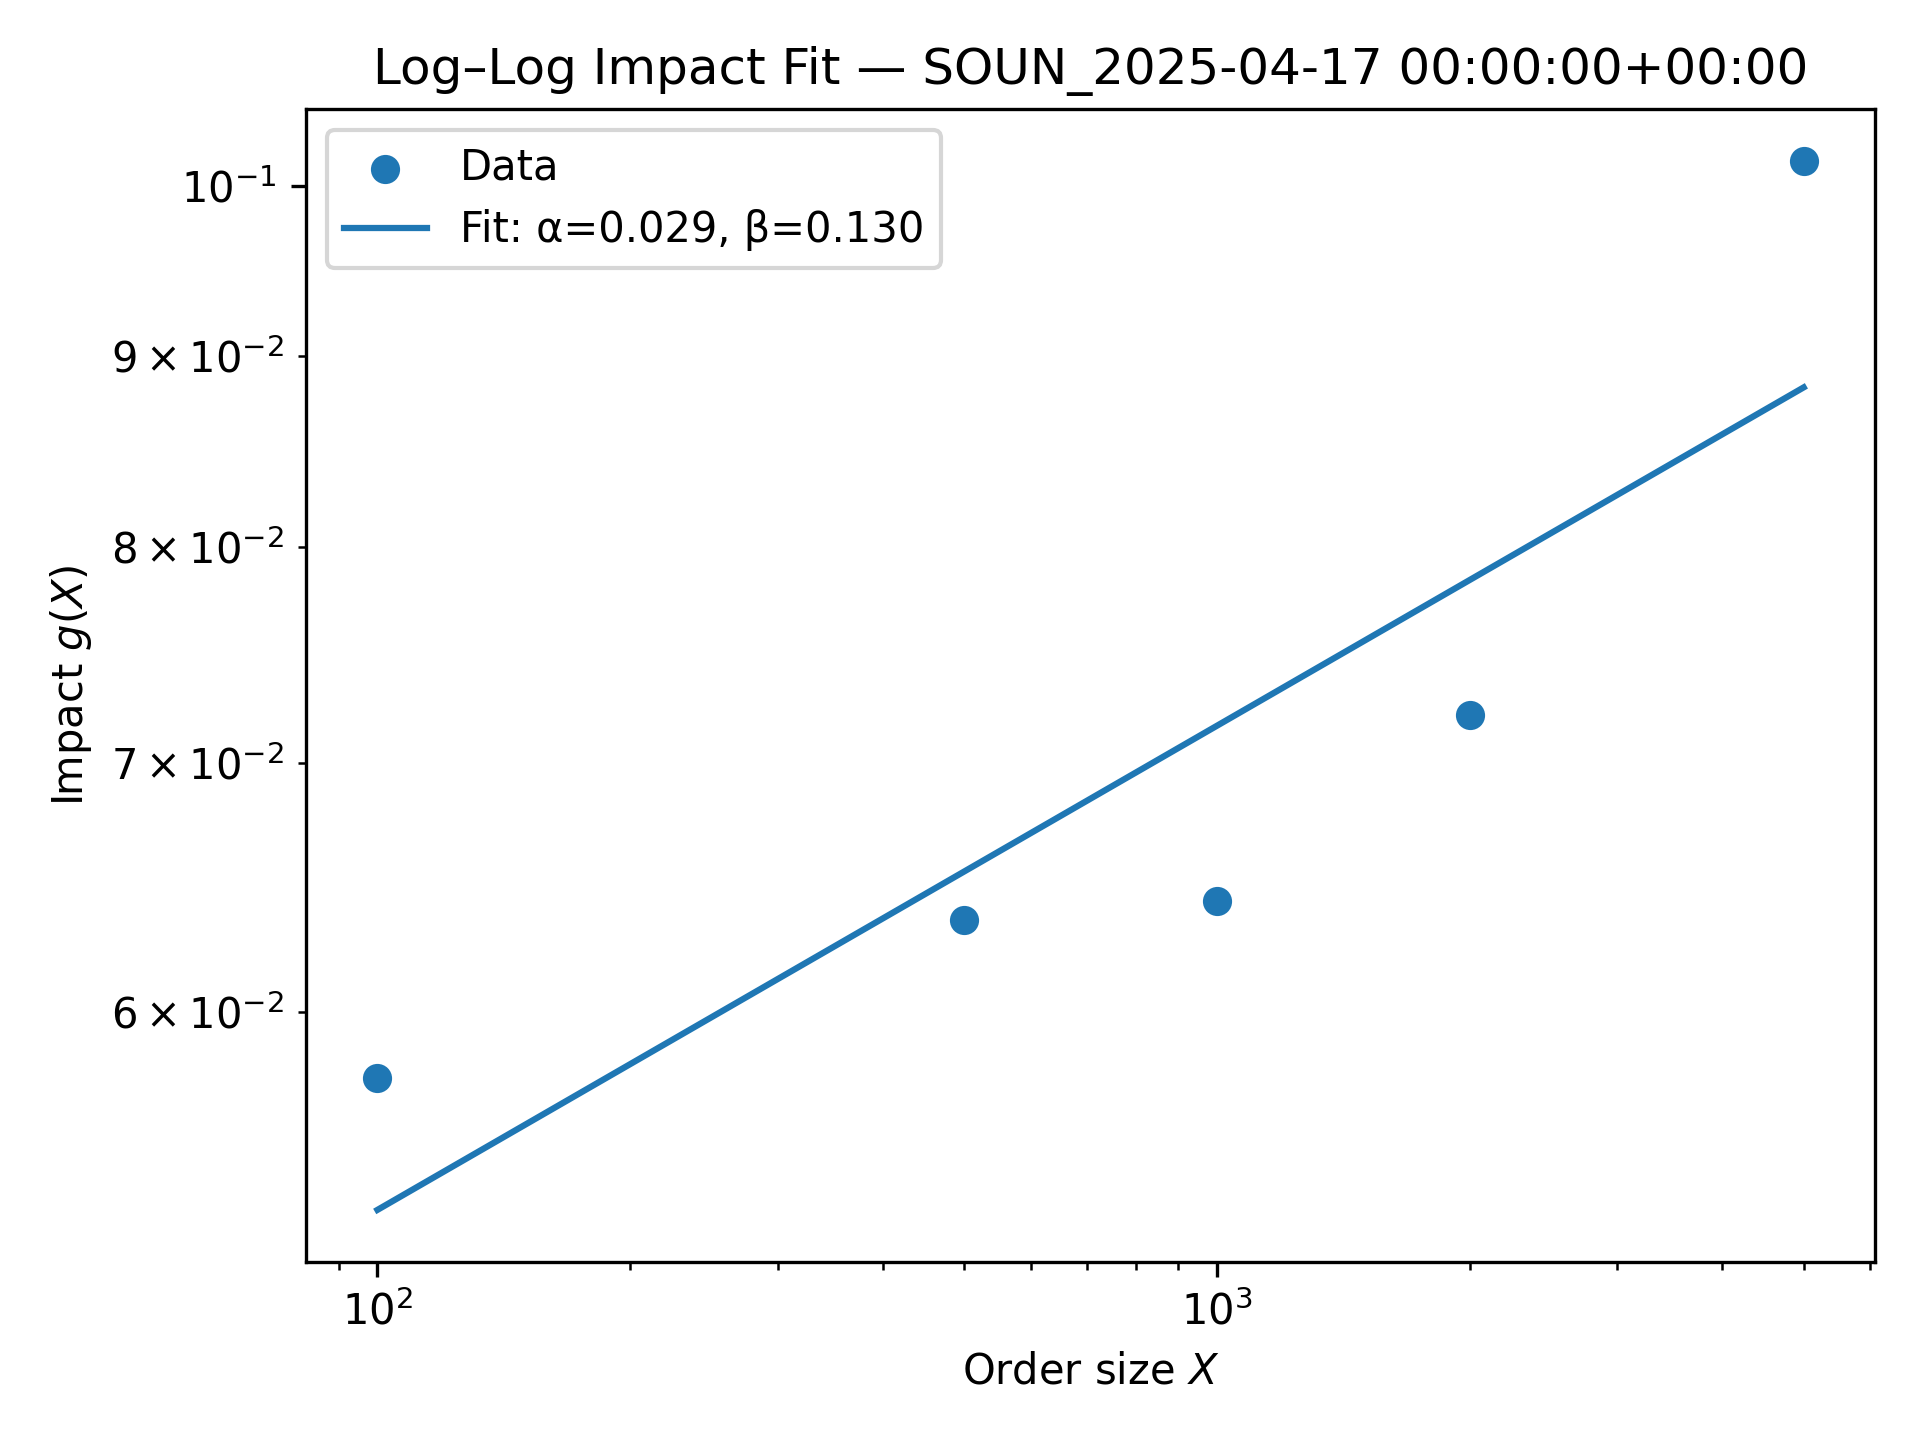 Log–Log Impact Fit — SOUN_2025-04-17 00:00:00+00:00
Data
Fit: α=0.029, β=0.130
10⁻¹
9 × 10⁻²
8 × 10⁻²
7 × 10⁻²
6 × 10⁻²
Impact g(X)
10²
10³
Order size X